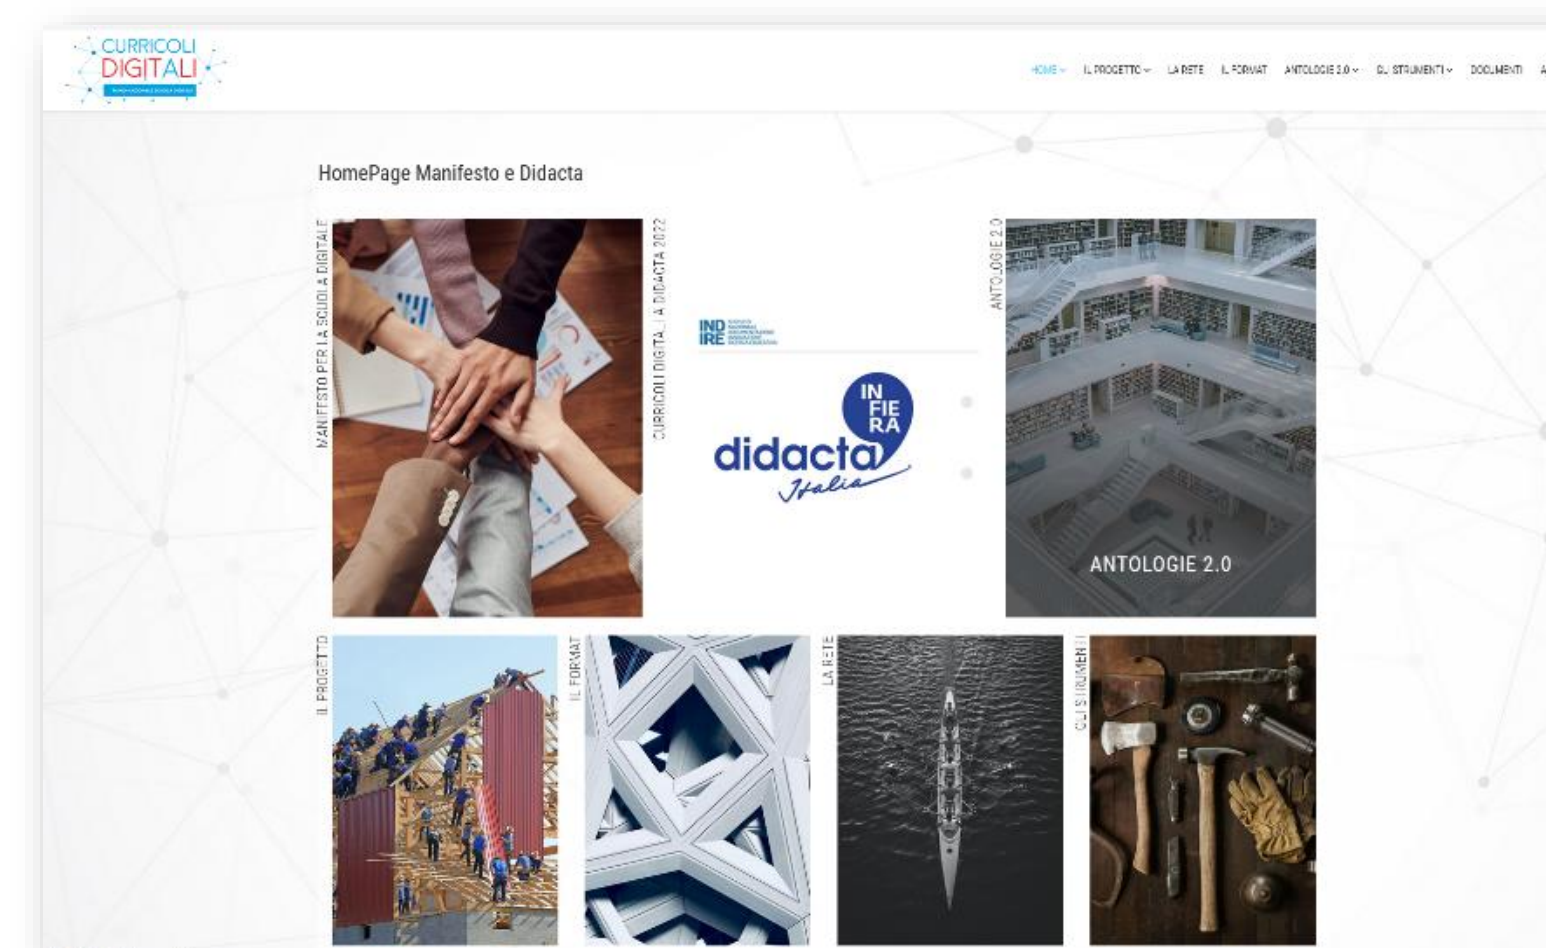 CURRICOLI
DIGITALI
HOME
IL PROGETTO
LA RETE
IL FORMAT
ANTOLOGIE 2.0
GLI STRUMENTI
DOCUMENTI
HomePage Manifesto e Didacta
MANIFESTO PER LA SCUOLA DIGITALE
CURRICOLI DIGITALI A DIDACTA 2022
IND
IRE
IN
FIE
RA
didacta
Italia
ANTOLOGIE 2.0
ANTOLOGIE 2.0
IL PROGETTO
IL FORMAT
LA RETE
GLI STRUMENTI